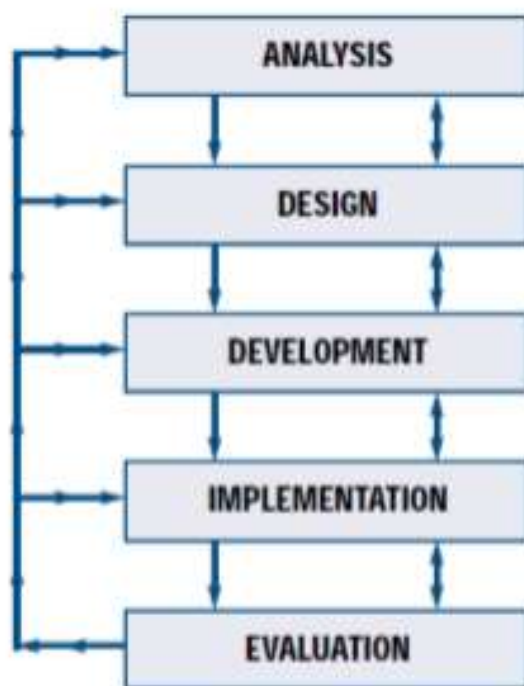 ANALYSIS
DESIGN
DEVELOPMENT
IMPLEMENTATION
EVALUATION